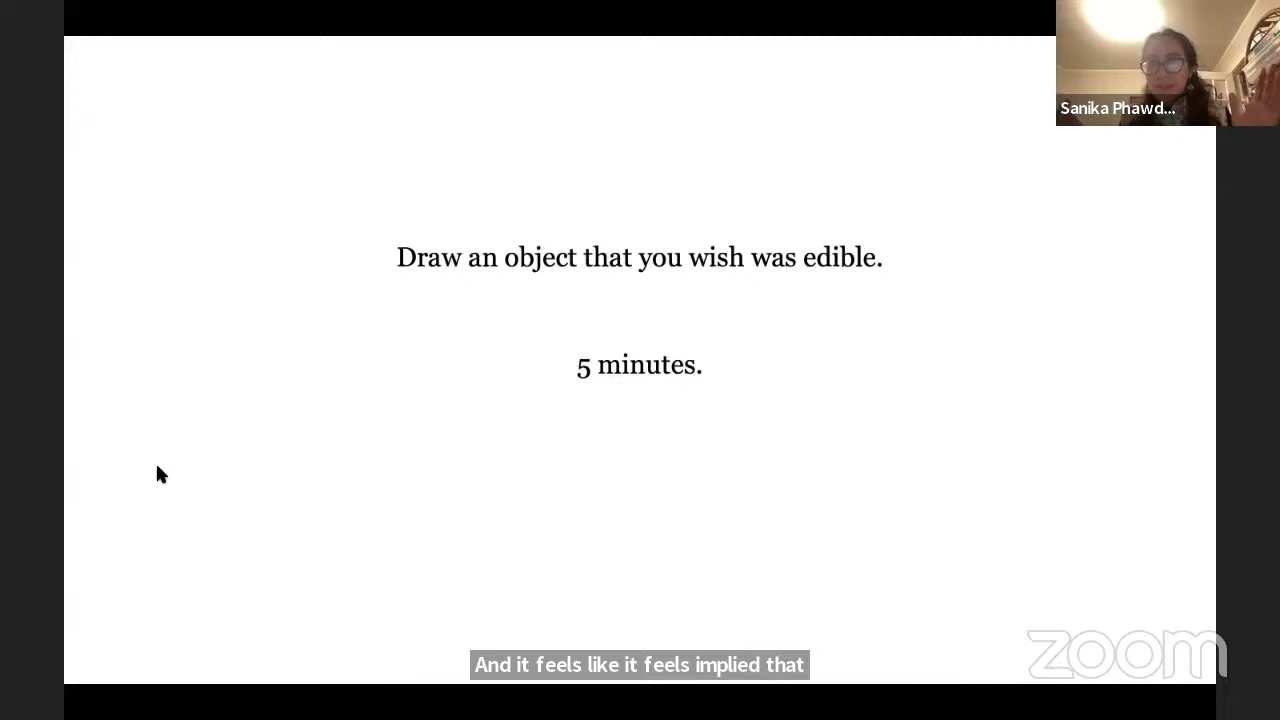 Sanika Phawd...
Draw an object that you wish was edible.
5 minutes.
And it feels like it feels implied that
zoom